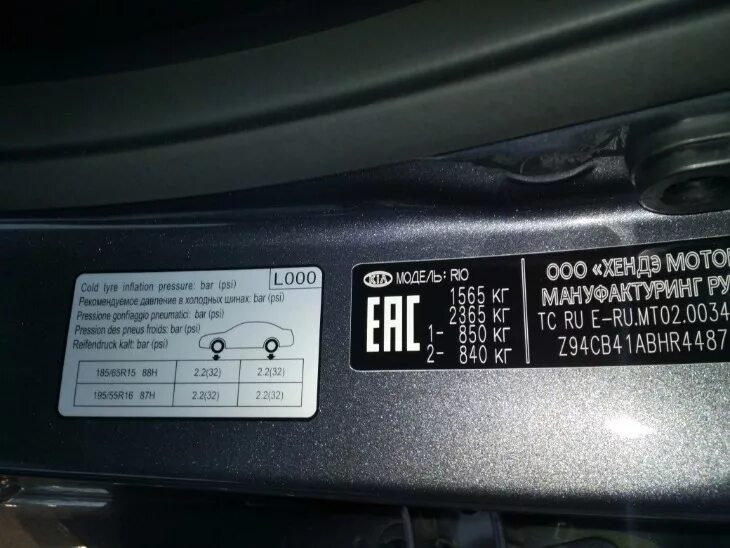 L000
Cold tyre inflation pressure: bar (psi)
Рекомендуемое давление в холодных шинах: bar (psi)
Pressione gonfiaggio pneumatic: bar (psi)
Pression des pneus froids: bar (psi)
Reifendruck kalt: bar (psi)
185/65R15 88H 2.2(32) 2.2(32)
195/55R16 87H 2.2(32) 2.2(32)
KIA МОДЕЛЬ: RIO
EAC
1565 КГ
2365 КГ
1- 850 КГ
2- 840 КГ
ООО «ХЕНДЭ МОТОР
МАНУФАКТУРИНГ РУ
TC RU E-RU.MT02.0034
Z94CB41ABHR4487